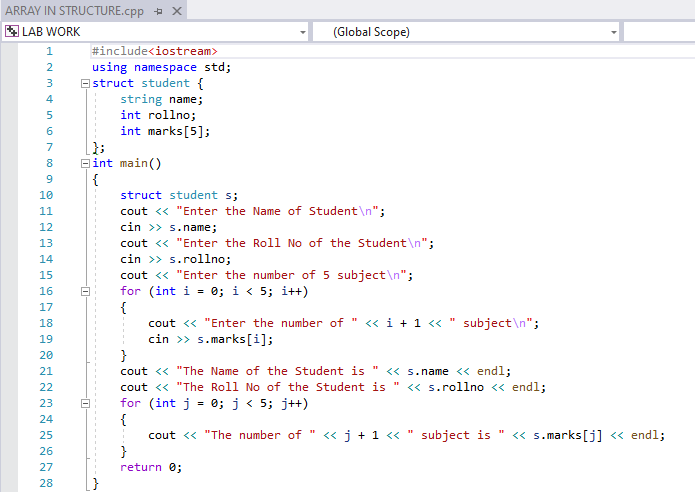 ARRAY IN STRUCTURE.cpp
LAB WORK (Global Scope)
1 #include<iostream>
2 using namespace std;
3 struct student {
4 string name;
5 int rollno;
6 int marks[5];
7 };
8 int main()
9 {
10 struct student s;
11 cout << "Enter the Name of Student\n";
12 cin >> s.name;
13 cout << "Enter the Roll No of the Student\n";
14 cin >> s.rollno;
15 cout << "Enter the number of 5 subject\n";
16 for (int i = 0; i < 5; i++)
17 {
18 cout << "Enter the number of " << i + 1 << " subject\n";
19 cin >> s.marks[i];
20 }
21 cout << "The Name of the Student is " << s.name << endl;
22 cout << "The Roll No of the Student is " << s.rollno << endl;
23 for (int j = 0; j < 5; j++)
24 {
25 cout << "The number of " << j + 1 << " subject is " << s.marks[j] << endl;
26 }
27 return 0;
28 }